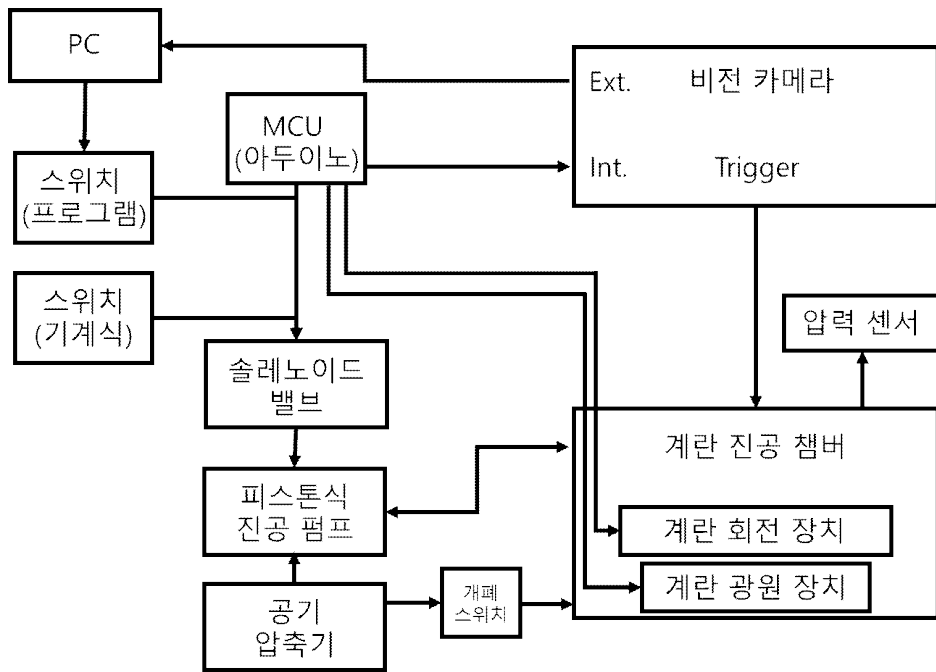 PC
Ext. 비전 카메라
MCU
(아두이노)
Int. Trigger
스위치
(프로그램)
스위치
(기계식)
압력 센서
솔레노이드
밸브
계란 진공 챔버
피스톤식
진공 펌프
계란 회전 장치
계란 광원 장치
공기
압축기
개폐
스위치